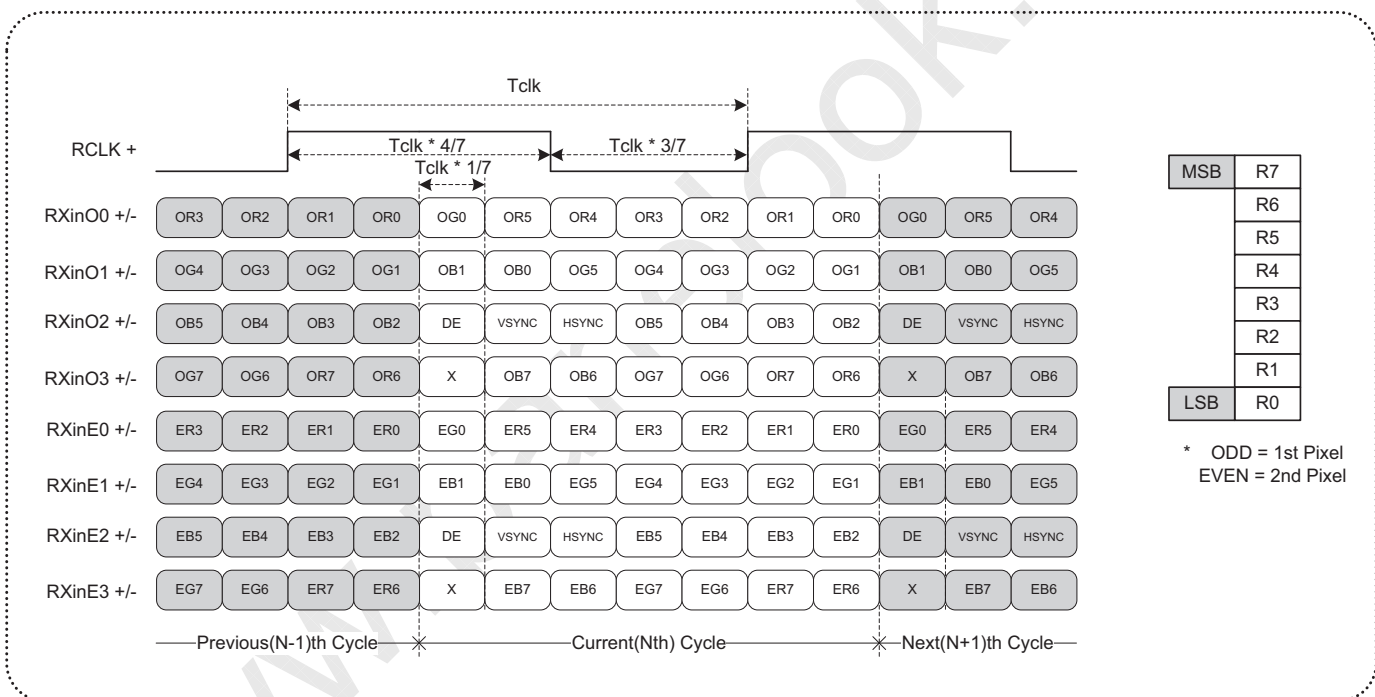 Tclk
RCLK +
Tclk * 4/7
Tclk * 3/7
Tclk * 1/7
RXinO0 +/- OR3 OR2 OR1 OR0 OG0 OR5 OR4 OR3 OR2 OR1 OR0 OG0 OR5 OR4
RXinO1 +/- OG4 OG3 OG2 OG1 OB1 OB0 OG5 OG4 OG3 OG2 OG1 OB1 OB0 OG5
RXinO2 +/- OB5 OB4 OB3 OB2 DE VSYNC HSYNC OB5 OB4 OB3 OB2 DE VSYNC HSYNC
RXinO3 +/- OG7 OG6 OR7 OR6 X OB7 OB6 OG7 OG6 OR7 OR6 X OB7 OB6
RXinE0 +/- ER3 ER2 ER1 ER0 EG0 ER5 ER4 ER3 ER2 ER1 ER0 EG0 ER5 ER4
RXinE1 +/- EG4 EG3 EG2 EG1 EB1 EB0 EG5 EG4 EG3 EG2 EG1 EB1 EB0 EG5
RXinE2 +/- EB5 EB4 EB3 EB2 DE VSYNC HSYNC EB5 EB4 EB3 EB2 DE VSYNC HSYNC
RXinE3 +/- EG7 EG6 ER7 ER6 X EB7 EB6 EG7 EG6 ER7 ER6 X EB7 EB6
Previous(N-1)th Cycle Current(Nth) Cycle Next(N+1)th Cycle
MSB R7
R6
R5
R4
R3
R2
R1
LSB R0
* ODD = 1st Pixel
EVEN = 2nd Pixel